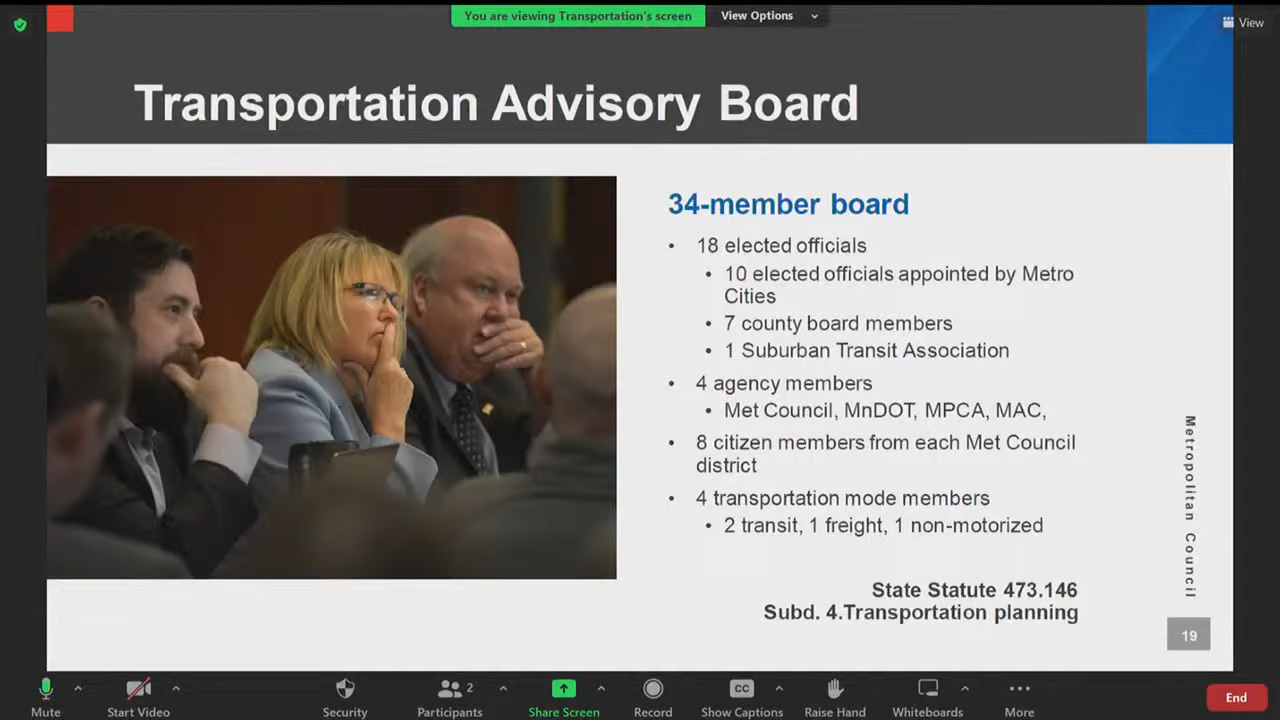 You are viewing Transportation's screen
View Options
View
Transportation Advisory Board
34-member board
• 18 elected officials
• 10 elected officials appointed by Metro
Cities
• 7 county board members
• 1 Suburban Transit Association
• 4 agency members
• Met Council, MnDOT, MPCA, MAC,
• 8 citizen members from each Met Council
district
• 4 transportation mode members
• 2 transit, 1 freight, 1 non-motorized
State Statute 473.146
Subd. 4.Transportation planning
Metropolitan Council
19
Mute
Start Video
Security
Participants
2
Share Screen
Record
CC
Show Captions
Raise Hand
Whiteboards
More
End